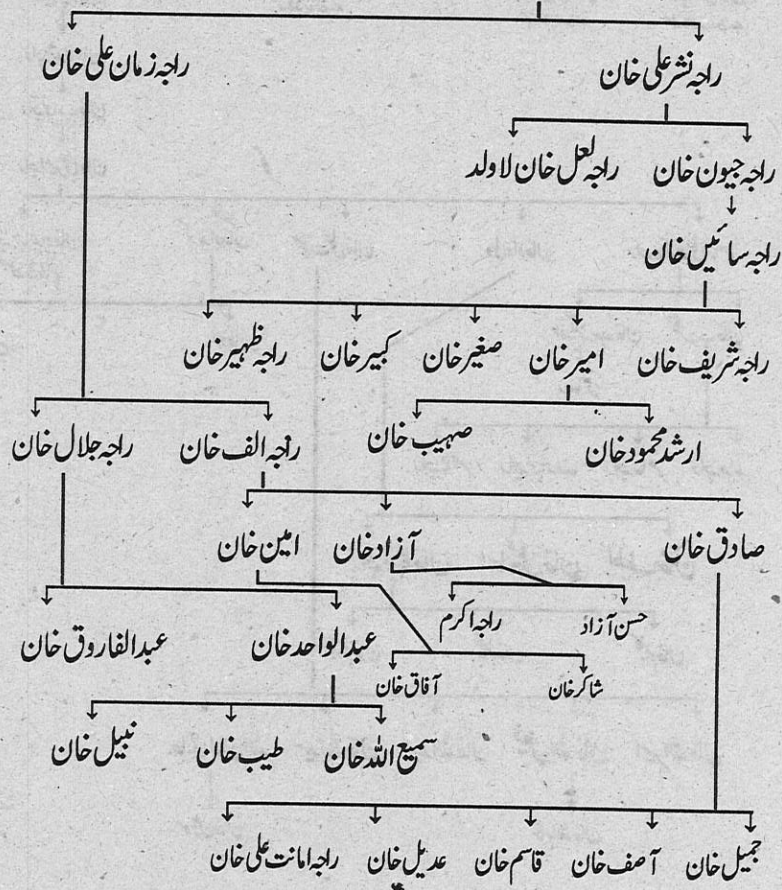 راجہ نشر علی خان راجہ زمان علی خان
راجہ جیون خان راجہ لعل خان لاولد
راجہ سائیں خان
راجہ شریف خان امیر خان صغیر خان کبیر خان راجہ ظہیر خان
ارشد محمود خان صہیب خان راجہ الف خان راجہ جلال خان
صادق خان آزاد خان امین خان
حسن آزاد راجہ اکرم عبدالواحد خان عبدالفاروق خان
شاکر خان آفاق خان
سمیع اللہ خان طیب خان نبیل خان
جمیل خان آصف خان قاسم خان عدیل خان راجہ امانت علی خان